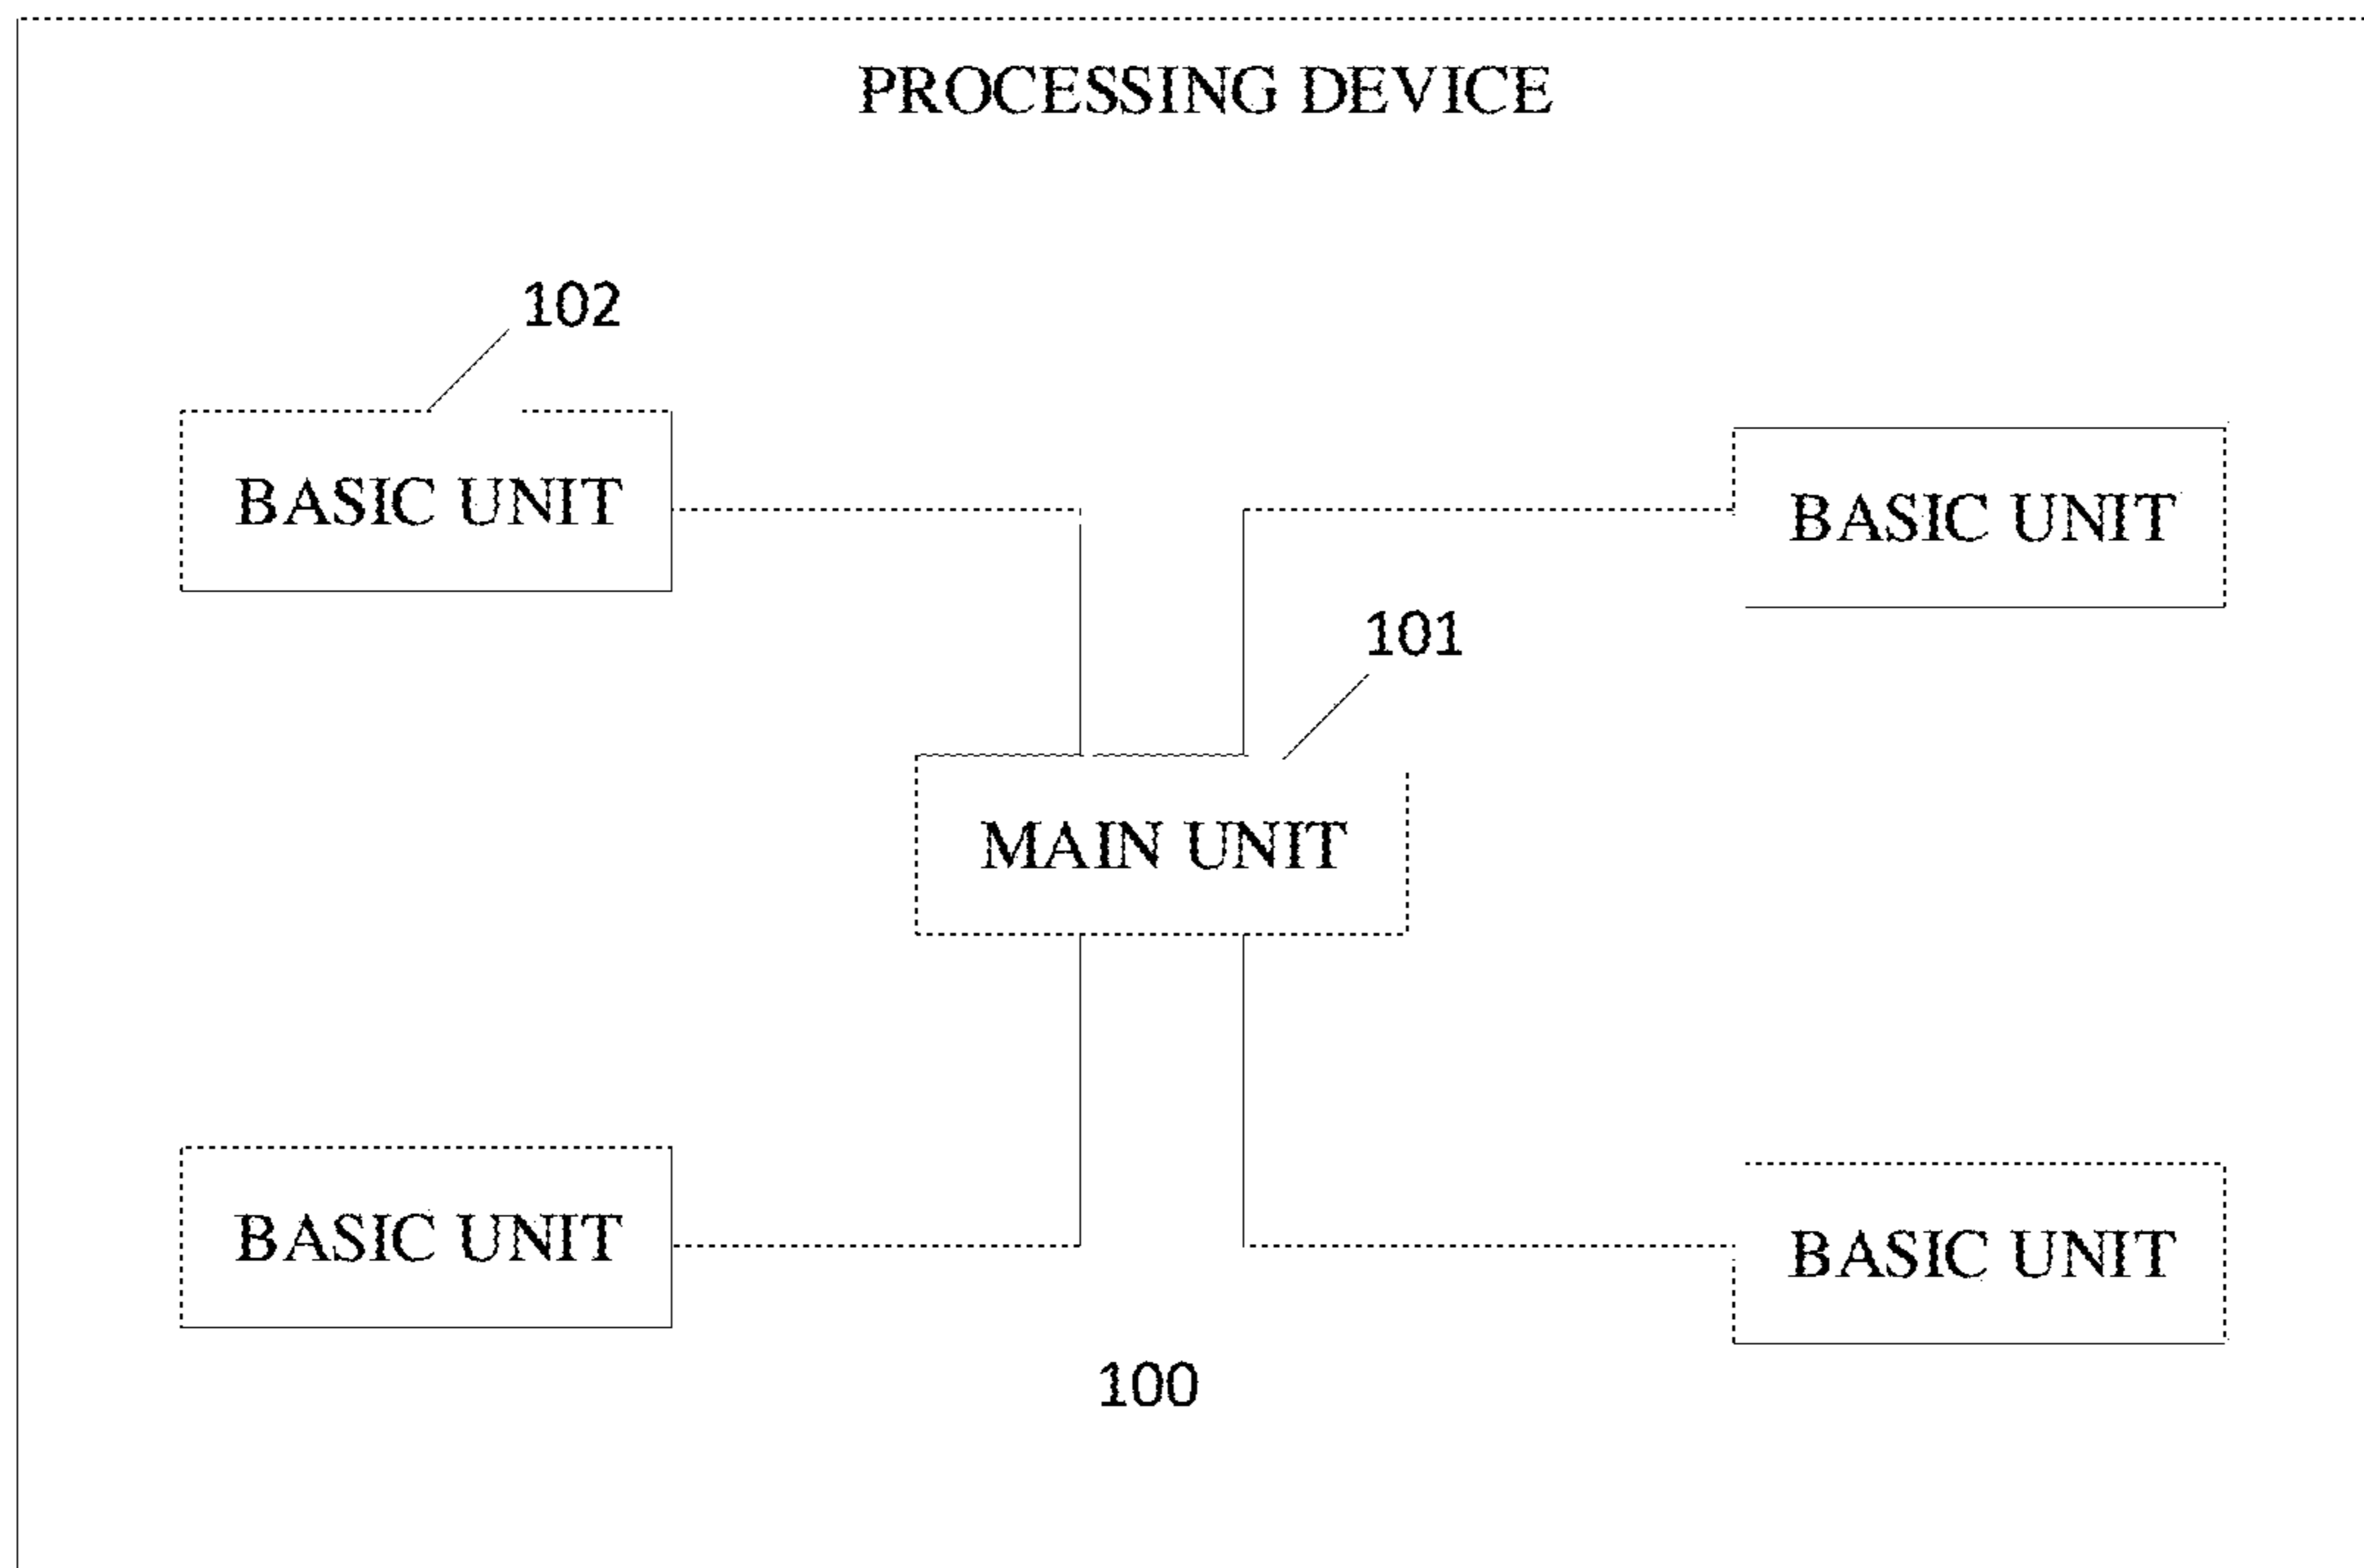 PROCESSING DEVICE
102
BASIC UNIT
BASIC UNIT
101
MAIN UNIT
BASIC UNIT
BASIC UNIT
100